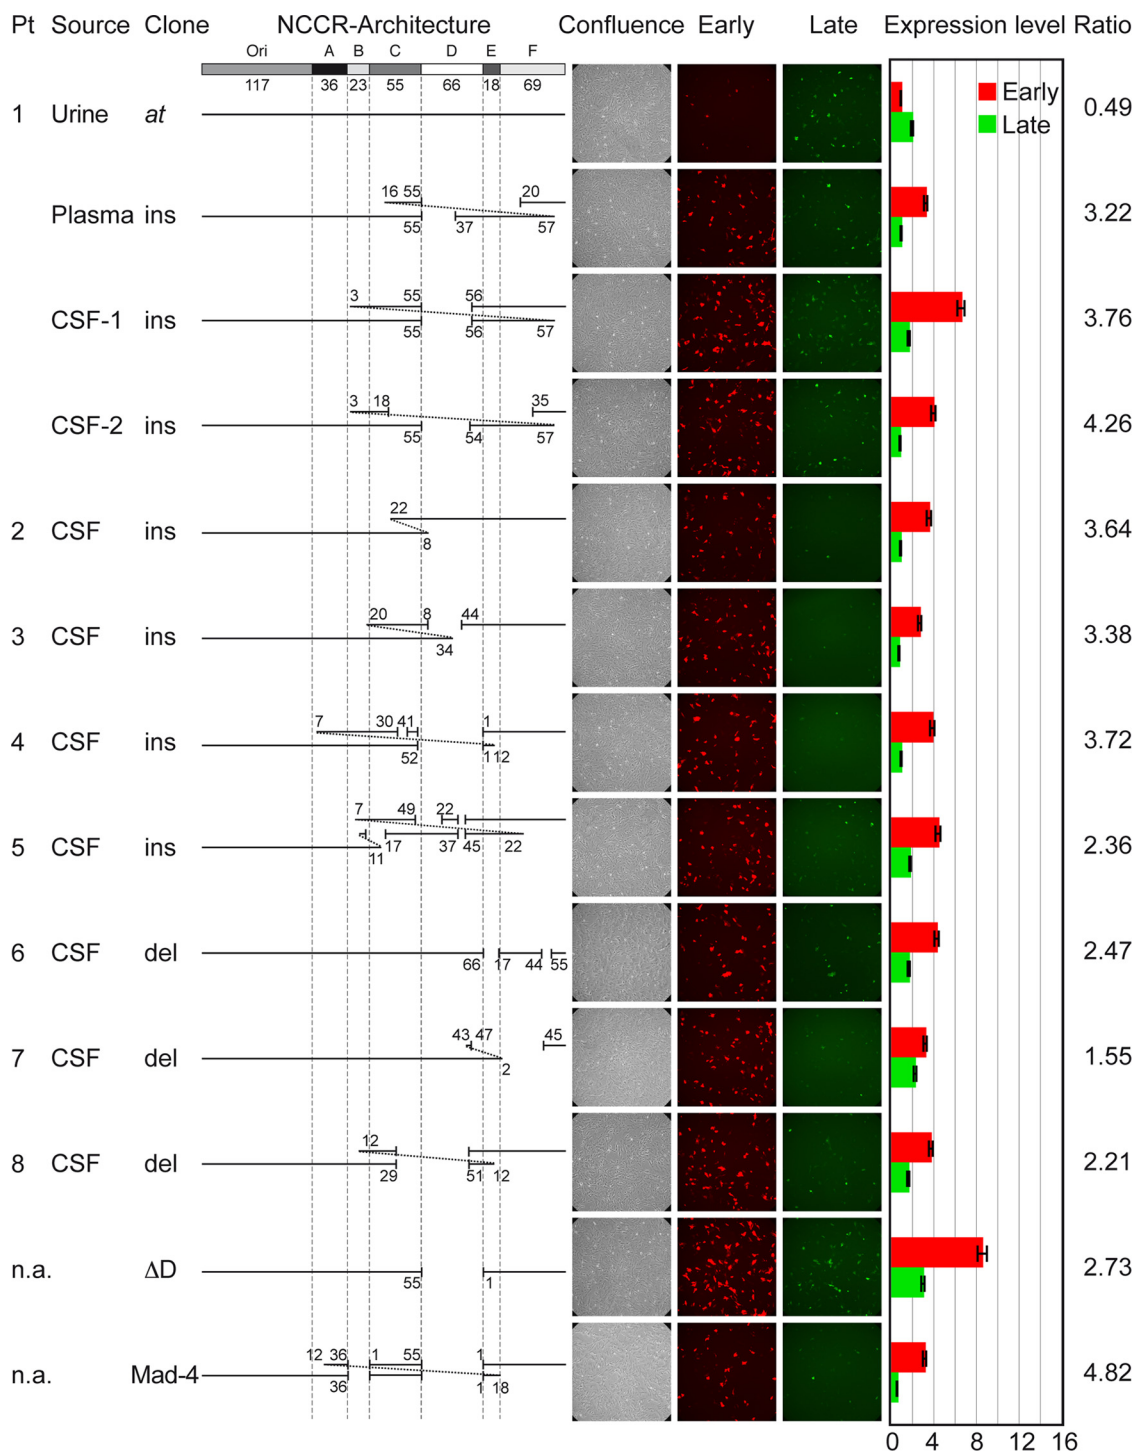 Pt Source Clone NCCR-Architecture Confluence Early Late Expression level Ratio
Ori A B C D E F
117 36 23 55 66 18 69
Early
Late
1 Urine at 0.49
16 55 20
Plasma ins 3.22
55 37 57
3 55 56
CSF-1 ins 3.76
55 56 57
3 18 35
CSF-2 ins 4.26
55 54 57
22
2 CSF ins 3.64
8
20 8 44
3 CSF ins 3.38
34
7 30 41 1
4 CSF ins 3.72
52 1 12
7 49 22
5 CSF ins 2.36
11 17 37 45 22
6 CSF del 2.47
66 17 44 55
43 47 45
7 CSF del 1.55
2
12
8 CSF del 2.21
29 51 12
n.a. ΔD 2.73
55 1
12 36 1 55 1
n.a. Mad-4 4.82
36 1 18
0 4 8 12 16